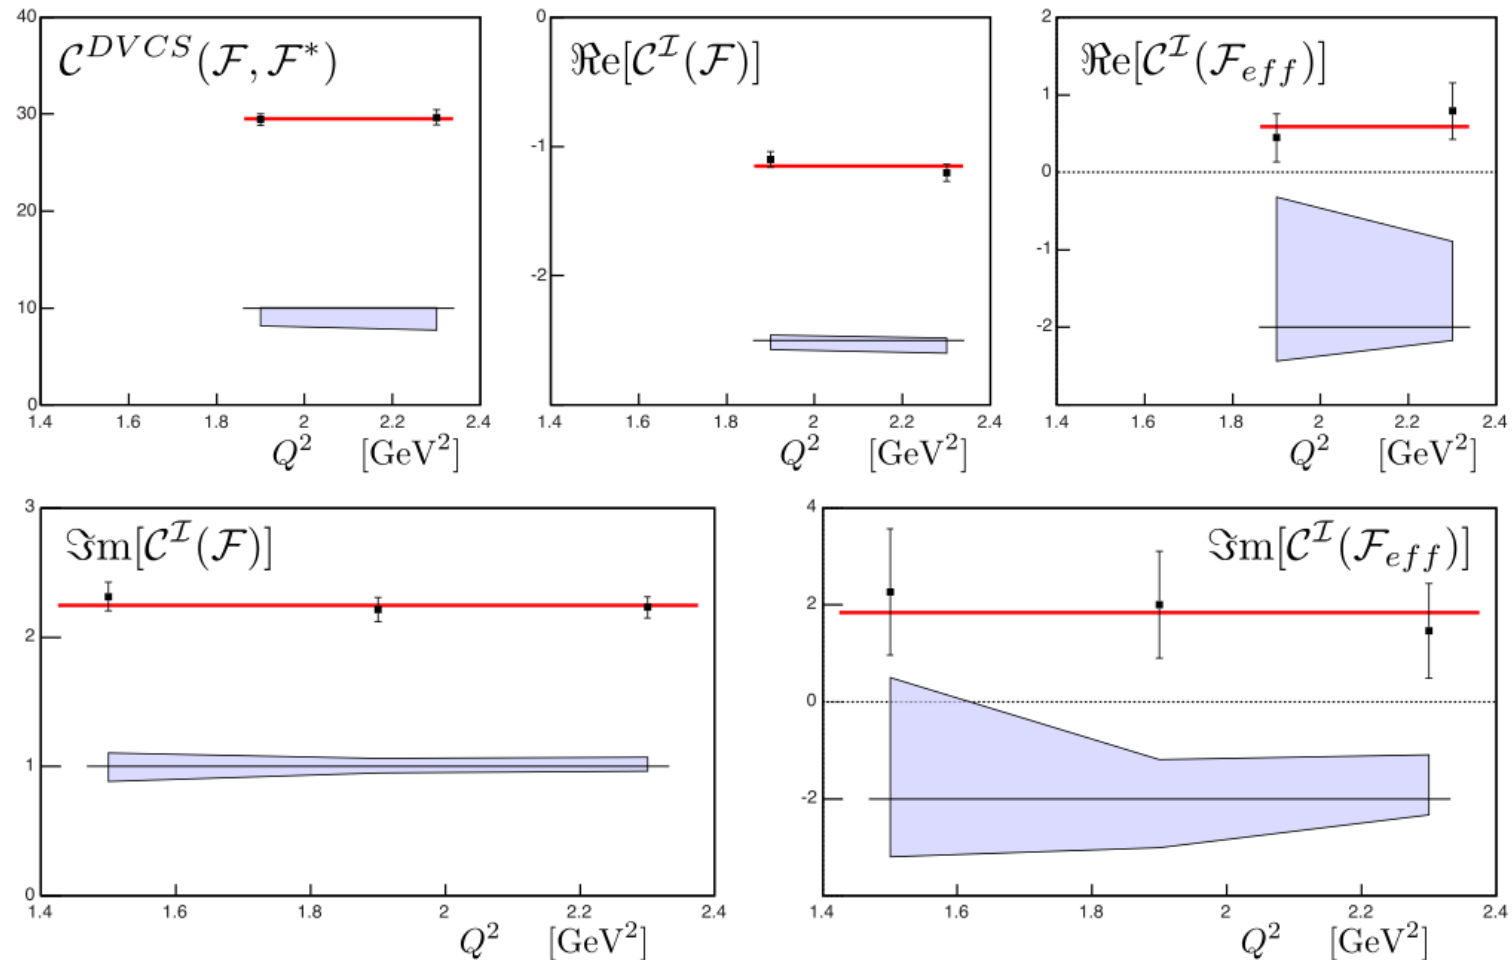 40
30
20
10
0
1.4 1.6 1.8 2 2.2 2.4
𝒞^{DVCS}(ℱ, ℱ*)
Q² [GeV²]
0
-1
-2
1.4 1.6 1.8 2 2.2 2.4
ℜe[𝒞^ℐ(ℱ)]
Q² [GeV²]
2
1
0
-1
-2
1.4 1.6 1.8 2 2.2 2.4
ℜe[𝒞^ℐ(ℱ_{eff})]
Q² [GeV²]
3
2
1
0
1.4 1.6 1.8 2 2.2 2.4
ℑm[𝒞^ℐ(ℱ)]
Q² [GeV²]
4
2
0
-2
1.4 1.6 1.8 2 2.2 2.4
ℑm[𝒞^ℐ(ℱ_{eff})]
Q² [GeV²]